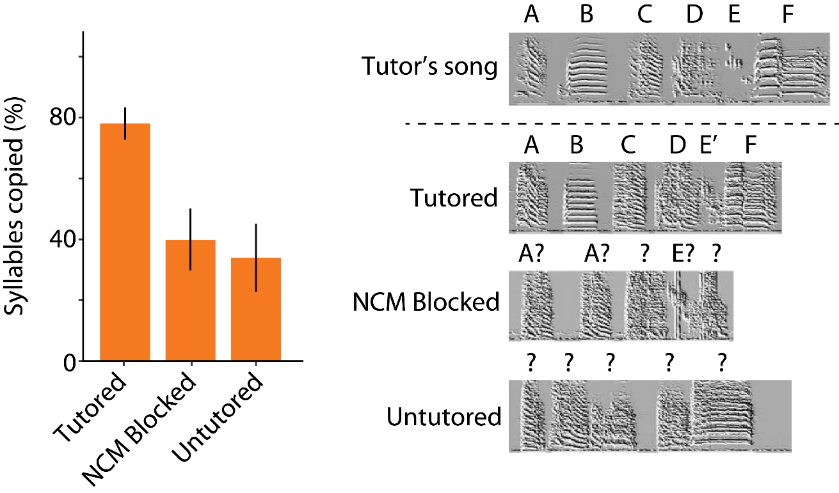 Syllables copied (%)
80
40
0
Tutored
NCM Blocked
Untutored
A B C D E F
Tutor's song
A B C D E’ F
Tutored
A? A? ? E? ?
NCM Blocked
? ? ? ? ?
Untutored